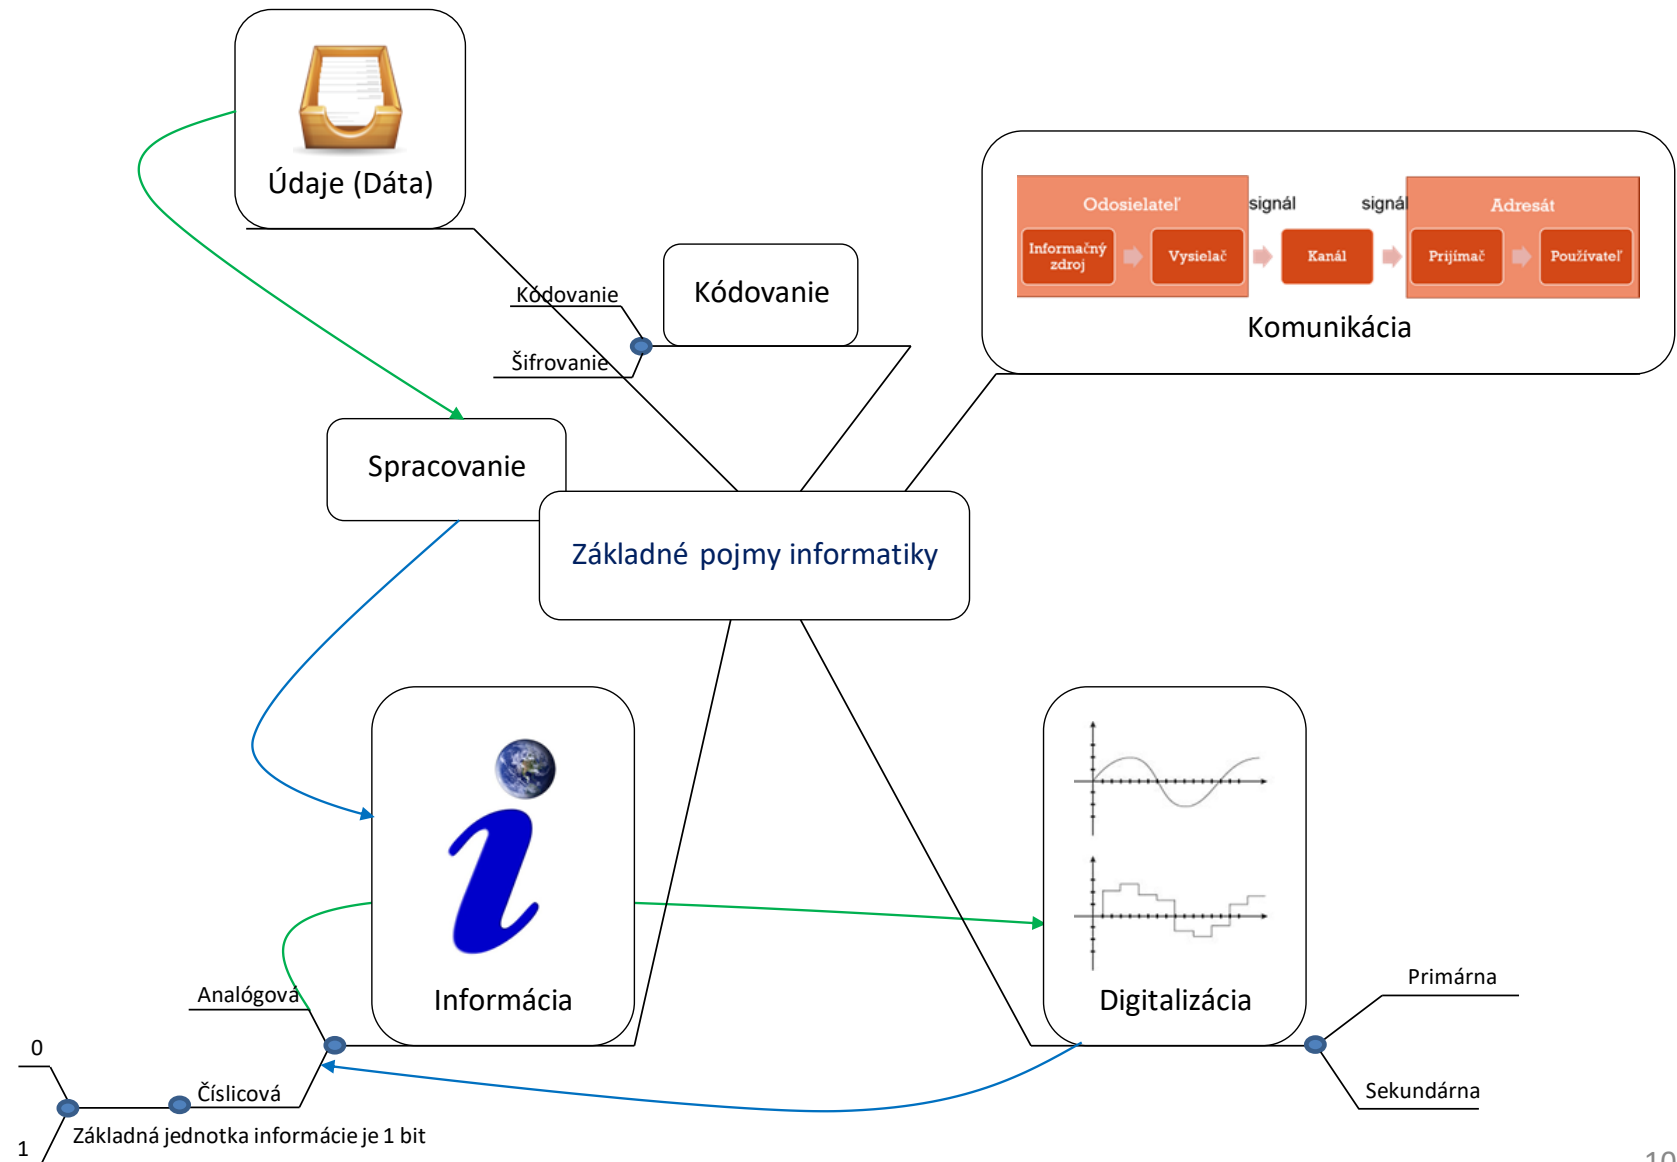 Údaje (Dáta)
Odosielateľ
signál
signál
Adresát
Informačný
zdroj
Vysielač
Kanál
Prijímač
Používateľ
Komunikácia
Kódovanie
Kódovanie
Šifrovanie
Spracovanie
Základné pojmy informatiky
Informácia
Digitalizácia
Analógová
Číslicová
0
1
Základná jednotka informácie je 1 bit
Primárna
Sekundárna
10